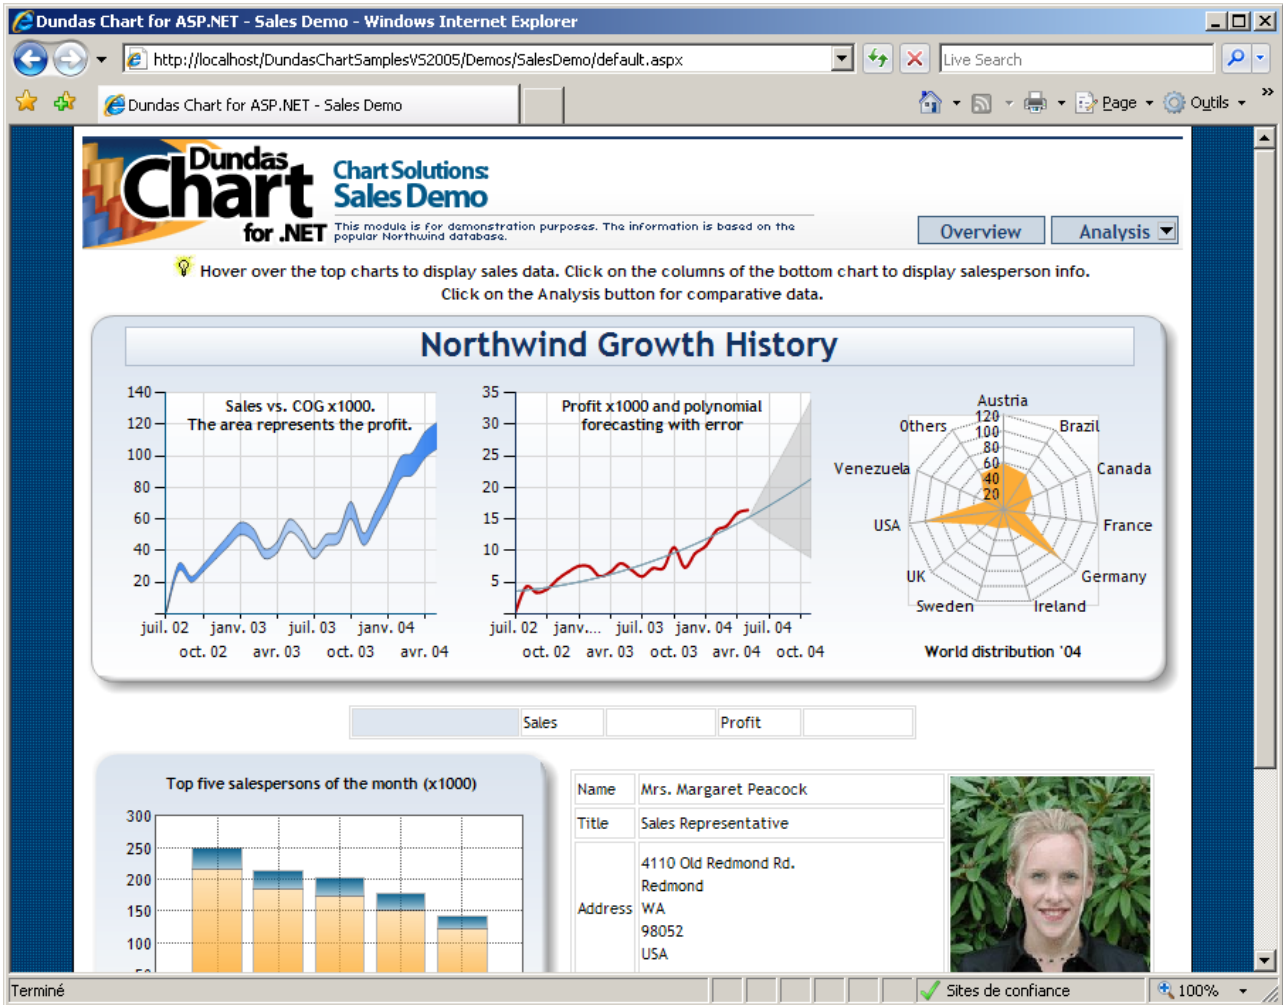 Dundas Chart for ASP.NET - Sales Demo - Windows Internet Explorer
http://localhost/DundasChartSamplesVS2005/Demos/SalesDemo/default.aspx
Live Search
Dundas Chart for ASP.NET - Sales Demo
Page
Outils
»
Dundas
Chart
for .NET
Chart Solutions:
Sales Demo
This module is for demonstration purposes. The information is based on the
popular Northwind database.
Overview
Analysis
Hover over the top charts to display sales data. Click on the columns of the bottom chart to display salesperson info.
Click on the Analysis button for comparative data.
Northwind Growth History
Sales vs. COG x1000.
The area represents the profit.
140
120
100
80
60
40
20
juil. 02 janv. 03 juil. 03 janv. 04
oct. 02 avr. 03 oct. 03 avr. 04
Profit x1000 and polynomial
forecasting with error
35
30
25
20
15
10
5
juil. 02 janv.... juil. 03 janv. 04 juil. 04
oct. 02 avr. 03 oct. 03 avr. 04 oct. 04
Austria
Brazil
Canada
France
Germany
Ireland
Sweden
UK
USA
Venezuela
Others
120
100
80
60
40
20
World distribution '04
Sales
Profit
Top five salespersons of the month (x1000)
300
250
200
150
100
50
Name Mrs. Margaret Peacock
Title Sales Representative
Address
4110 Old Redmond Rd.
Redmond
WA
98052
USA
Terminé
Sites de confiance
100%